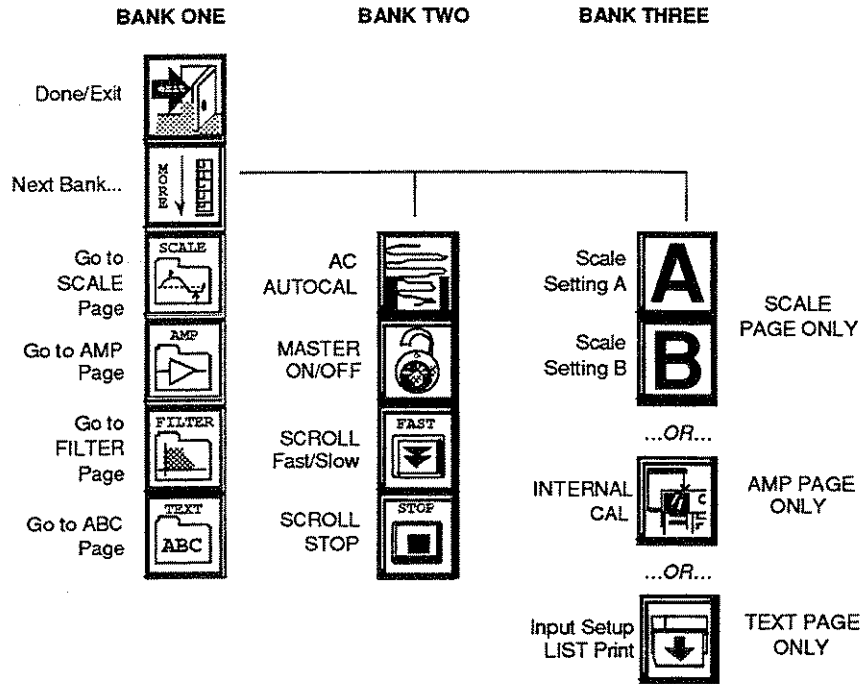 BANK ONE
BANK TWO
BANK THREE
Done/Exit
Next Bank...
MORE
Go to
SCALE
Page
SCALE
Go to AMP
Page
AMP
Go to
FILTER
Page
FILTER
Go to ABC
Page
TEXT
ABC
AC
AUTOCAL
MASTER
ON/OFF
SCROLL
Fast/Slow
FAST
SCROLL
STOP
STOP
Scale
Setting A
A
Scale
Setting B
B
SCALE
PAGE ONLY
...OR...
INTERNAL
CAL
C
AMP PAGE
ONLY
...OR...
Input Setup
LIST Print
TEXT PAGE
ONLY